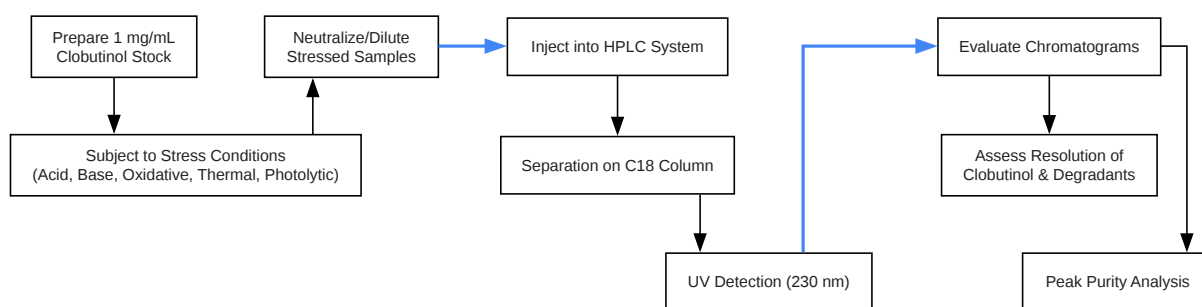 Prepare 1 mg/mL
Clobutinol Stock
Subject to Stress Conditions
(Acid, Base, Oxidative, Thermal, Photolytic)
Neutralize/Dilute
Stressed Samples
Inject into HPLC System
Separation on C18 Column
UV Detection (230 nm)
Evaluate Chromatograms
Assess Resolution of
Clobutinol & Degradants
Peak Purity Analysis